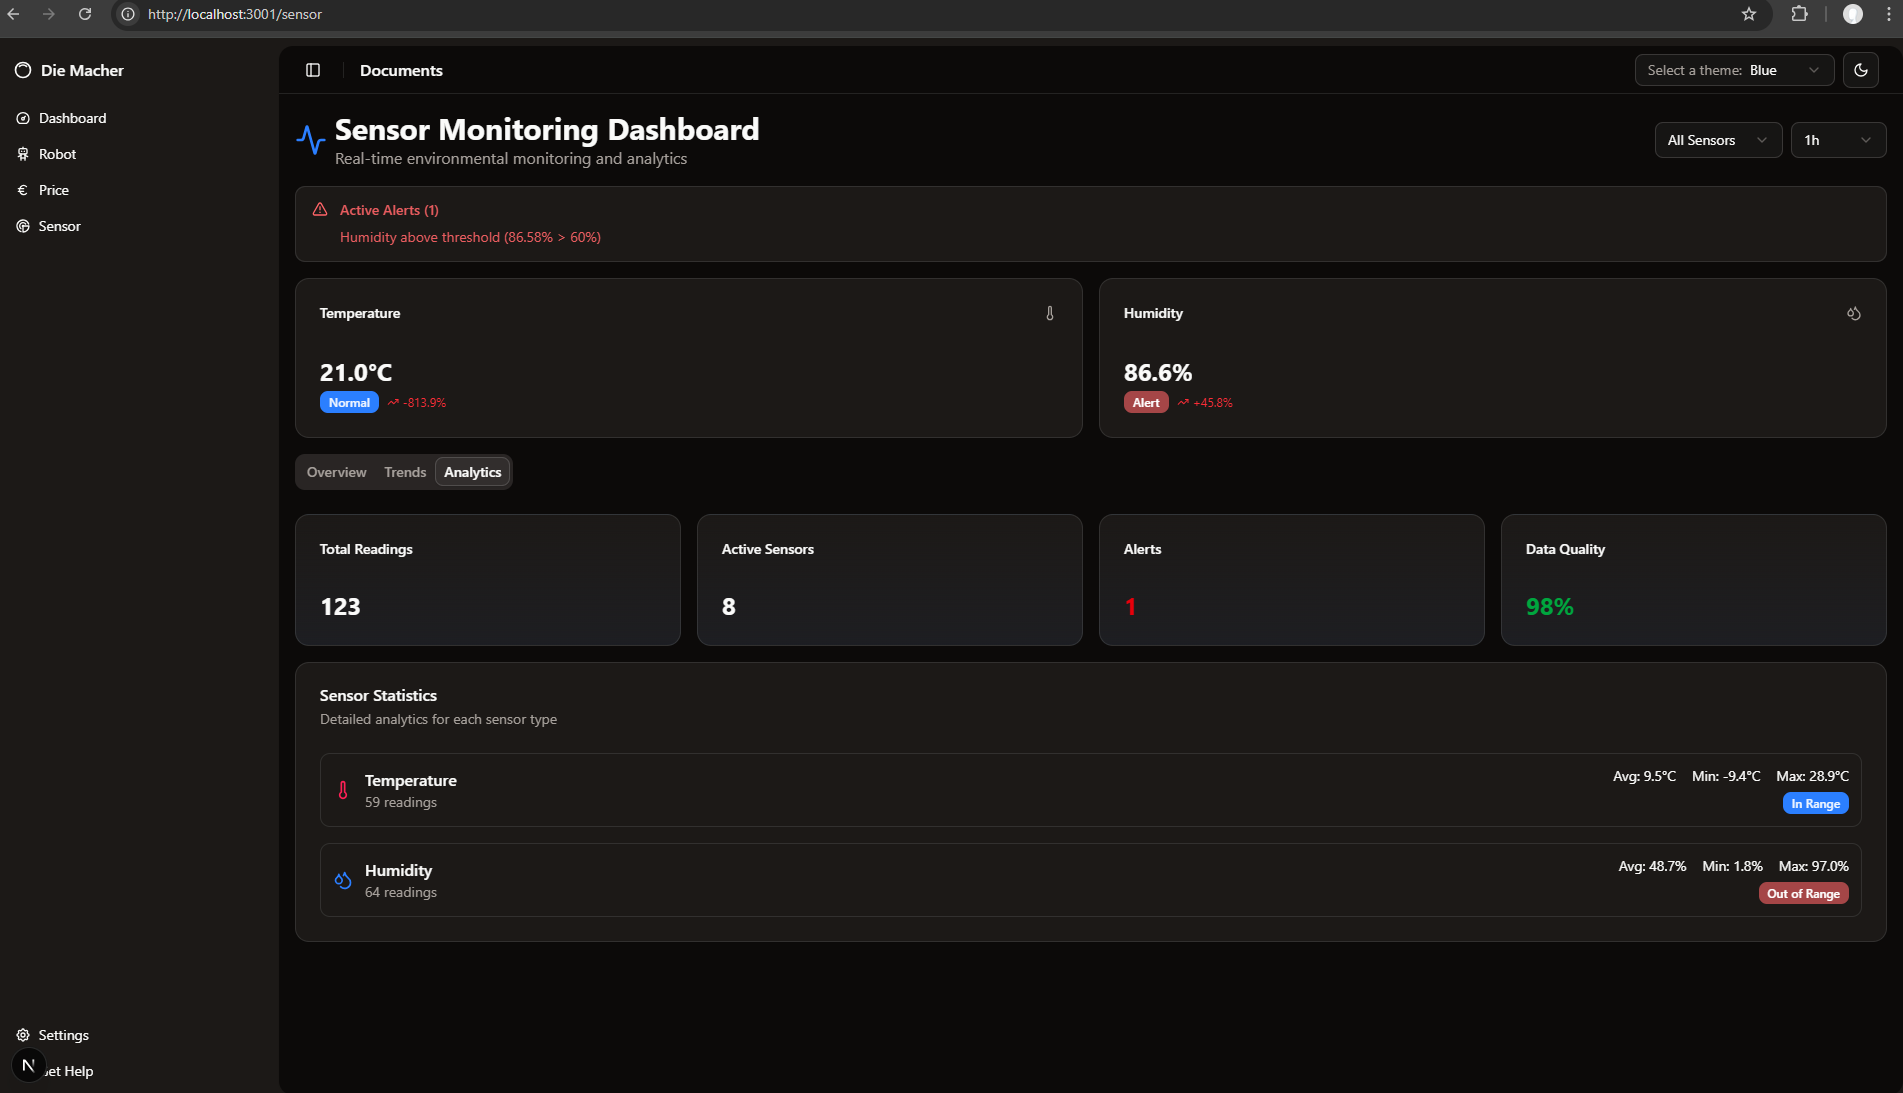 http://localhost:3001/sensor
Die Macher
Dashboard
Robot
€ Price
Sensor
Settings
N
et Help
Documents
Select a theme: Blue
Sensor Monitoring Dashboard
Real-time environmental monitoring and analytics
All Sensors
1h
Active Alerts (1)
Humidity above threshold (86.58% > 60%)
Temperature
21.0°C
Normal -813.9%
Humidity
86.6%
Alert +45.8%
Overview Trends Analytics
Total Readings
123
Active Sensors
8
Alerts
1
Data Quality
98%
Sensor Statistics
Detailed analytics for each sensor type
Temperature
59 readings
Avg: 9.5°C Min: -9.4°C Max: 28.9°C
In Range
Humidity
64 readings
Avg: 48.7% Min: 1.8% Max: 97.0%
Out of Range